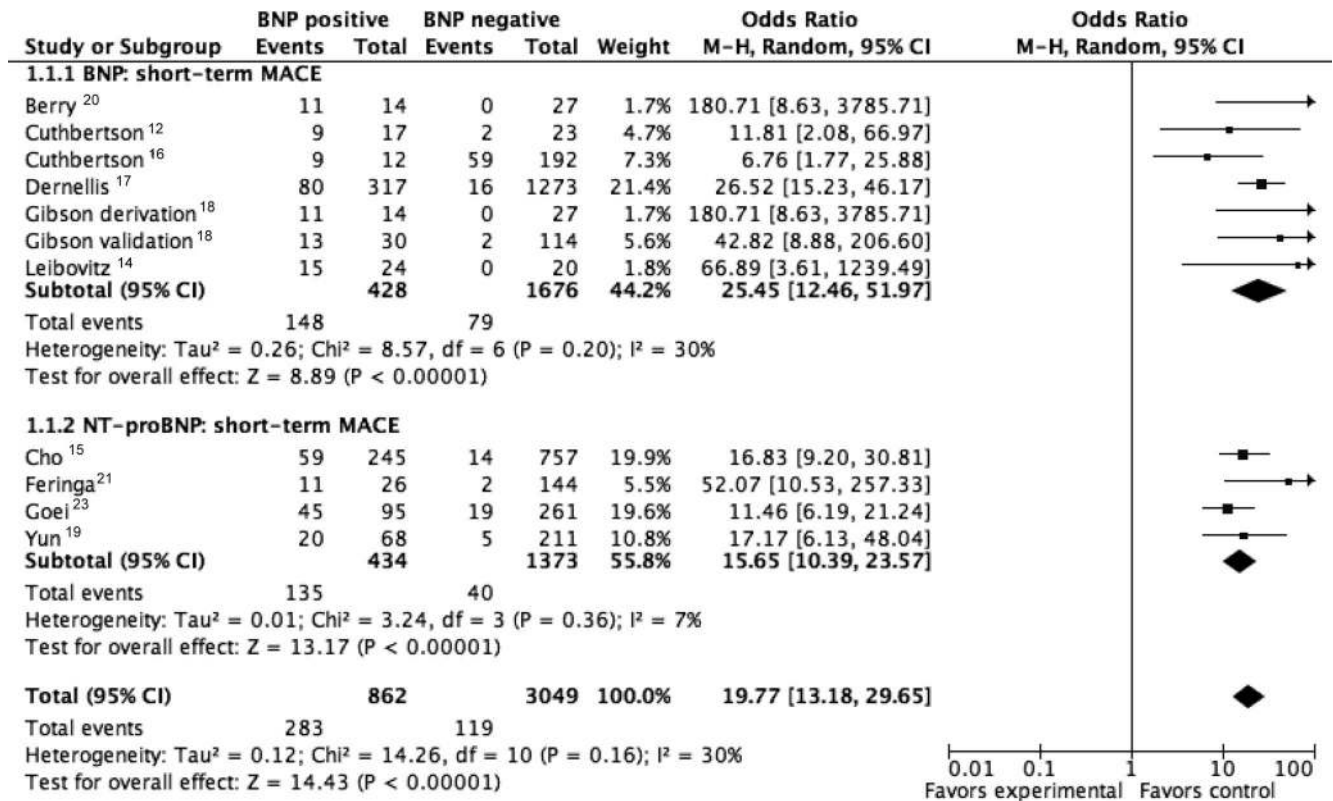 BNP positive BNP negative Odds Ratio Odds Ratio
Study or Subgroup Events Total Events Total Weight M-H, Random, 95% CI M-H, Random, 95% CI
1.1.1 BNP: short-term MACE
Berry 20 11 14 0 27 1.7% 180.71 [8.63, 3785.71]
Cuthbertson 12 9 17 2 23 4.7% 11.81 [2.08, 66.97]
Cuthbertson 16 9 12 59 192 7.3% 6.76 [1.77, 25.88]
Dernellis 17 80 317 16 1273 21.4% 26.52 [15.23, 46.17]
Gibson derivation 18 11 14 0 27 1.7% 180.71 [8.63, 3785.71]
Gibson validation 18 13 30 2 114 5.6% 42.82 [8.88, 206.60]
Leibovitz 14 15 24 0 20 1.8% 66.89 [3.61, 1239.49]
Subtotal (95% CI) 428 1676 44.2% 25.45 [12.46, 51.97]
Total events 148 79
Heterogeneity: Tau² = 0.26; Chi² = 8.57, df = 6 (P = 0.20); I² = 30%
Test for overall effect: Z = 8.89 (P < 0.00001)
1.1.2 NT-proBNP: short-term MACE
Cho 15 59 245 14 757 19.9% 16.83 [9.20, 30.81]
Feringa 21 11 26 2 144 5.5% 52.07 [10.53, 257.33]
Goei 23 45 95 19 261 19.6% 11.46 [6.19, 21.24]
Yun 19 20 68 5 211 10.8% 17.17 [6.13, 48.04]
Subtotal (95% CI) 434 1373 55.8% 15.65 [10.39, 23.57]
Total events 135 40
Heterogeneity: Tau² = 0.01; Chi² = 3.24, df = 3 (P = 0.36); I² = 7%
Test for overall effect: Z = 13.17 (P < 0.00001)
Total (95% CI) 862 3049 100.0% 19.77 [13.18, 29.65]
Total events 283 119
Heterogeneity: Tau² = 0.12; Chi² = 14.26, df = 10 (P = 0.16); I² = 30%
Test for overall effect: Z = 14.43 (P < 0.00001)
0.01 0.1 1 10 100
Favors experimental Favors control